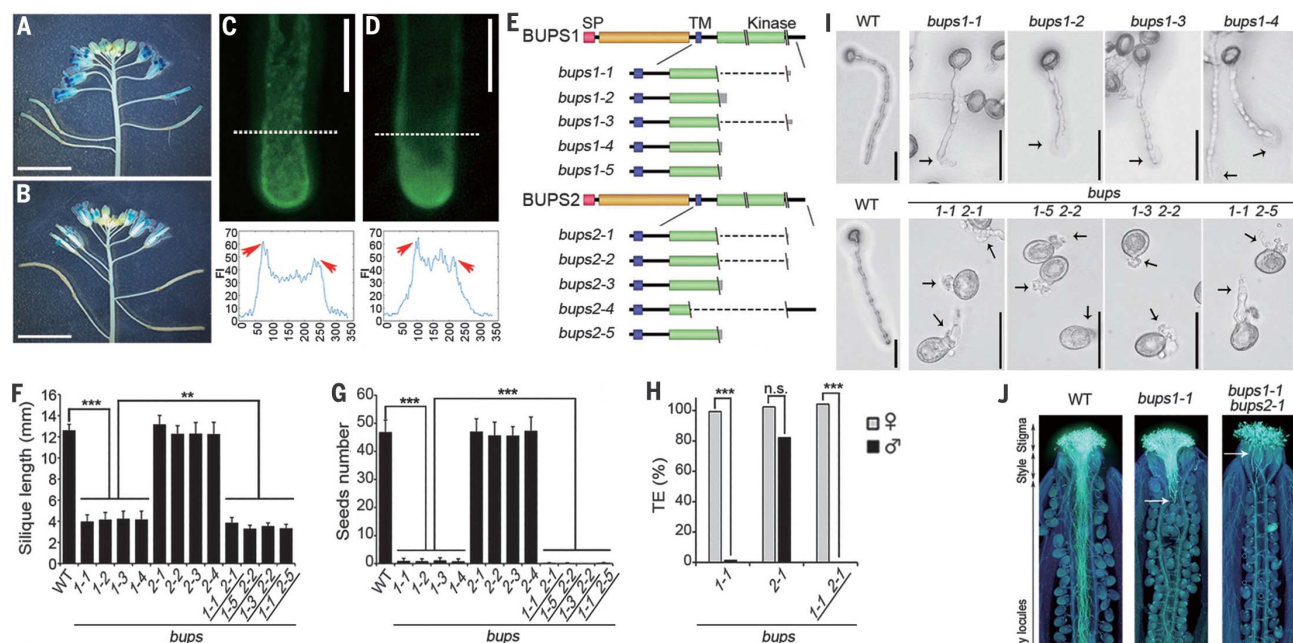 A
B
C
D
FI
70
60
50
40
30
20
10
0
0
50
100
150
200
250
300
350
FI
70
60
50
40
30
20
10
0
0
50
100
150
200
250
300
350
E
SP TM Kinase
BUPS1
bups1-1
bups1-2
bups1-3
bups1-4
bups1-5
BUPS2
bups2-1
bups2-2
bups2-3
bups2-4
bups2-5
I
WT bups1-1 bups1-2 bups1-3 bups1-4
bups
WT 1-1 2-1 1-5 2-2 1-3 2-2 1-1 2-5
F
Silique length (mm)
16
14
12
10
8
6
4
2
0
*** **
WT 1-1 1-2 1-3 1-4 2-1 2-2 2-3 2-4 1-1 2-1 1-5 2-2 1-3 2-2 1-1 2-5
bups
G
Seeds number
60
50
40
30
20
10
0
*** ***
WT 1-1 1-2 1-3 1-4 2-1 2-2 2-3 2-4 1-1 2-1 1-5 2-2 1-3 2-2 1-1 2-5
bups
H
TE (%)
100
80
60
40
20
0
*** n.s. ***
♀
♂
1-1 2-1 1-1 2-1
bups
J
WT bups1-1 bups1-1
bups2-1
Stigma
Style
locules